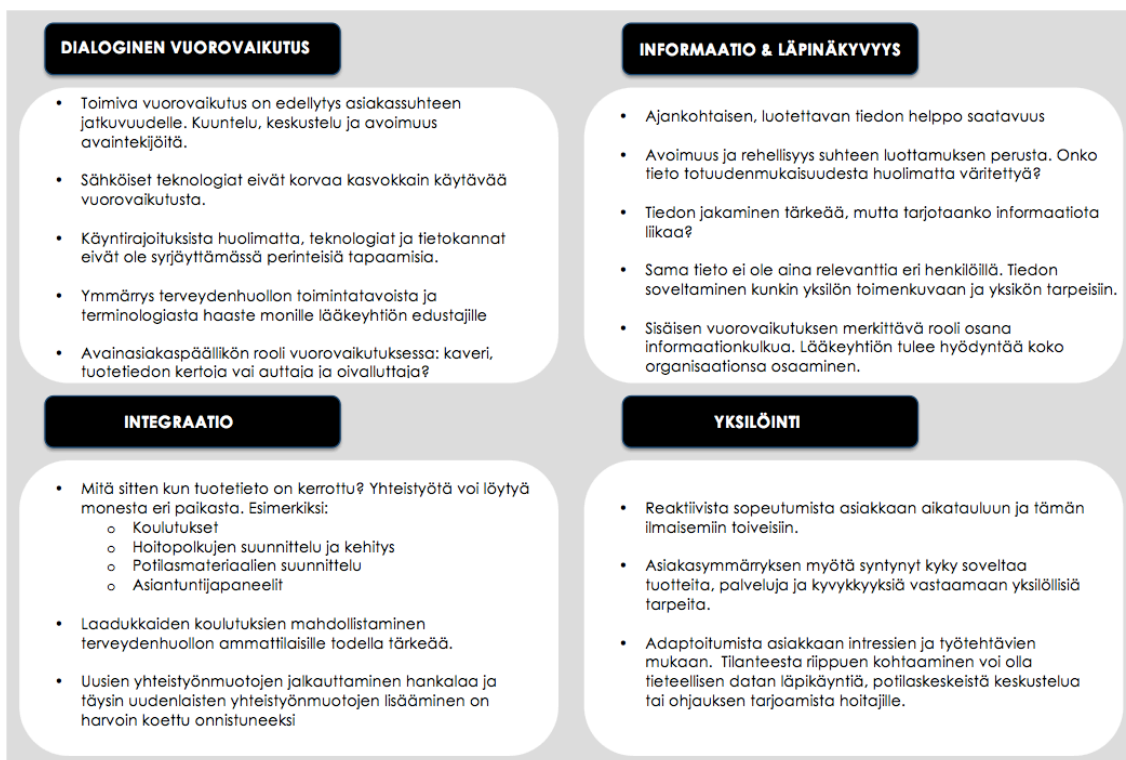 DIALOGINEN VUOROVAIKUTUS
• Toimiva vuorovaikutus on edellytys asiakassuhteen
jatkuvuudelle. Kuuntelu, keskustelu ja avoimuus
avaintekijöitä.
• Sähköiset teknologiat eivät korvaa kasvokkain käytävää
vuorovaikutusta.
• Käyntirajoituksista huolimatta, teknologiat ja tietokannat
eivät ole syrjäyttämässä perinteisiä tapaamisia.
• Ymmärrys terveydenhuollon toimintatavoista ja
terminologiasta haaste monille lääkeyhtiön edustajille
• Avainasiakaspäällikön rooli vuorovaikutuksessa: kaveri,
tuotetiedon kertoja vai auttaja ja oivalluttaja?
INFORMAATIO & LÄPINÄKYVYYS
• Ajankohtaisen, luotettavan tiedon helppo saatavuus
• Avoimuus ja rehellisyys suhteen luottamuksen perusta. Onko
tieto totuudenmukaisuudesta huolimatta väritettyä?
• Tiedon jakaminen tärkeää, mutta tarjotaanko informaatiota
liikaa?
• Sama tieto ei ole aina relevanttia eri henkilöillä. Tiedon
soveltaminen kunkin yksilön toimenkuvaan ja yksikön tarpeisiin.
• Sisäisen vuorovaikutuksen merkittävä rooli osana
informaationkulkua. Lääkeyhtiön tulee hyödyntää koko
organisaationsa osaaminen.
INTEGRAATIO
• Mitä sitten kun tuotetieto on kerrottu? Yhteistyötä voi löytyä
monesta eri paikasta. Esimerkiksi:
o Koulutukset
o Hoitopolkujen suunnittelu ja kehitys
o Potilasmateriaalien suunnittelu
o Asiantuntijapaneelit
• Laadukkaiden koulutuksien mahdollistaminen
terveydenhuollon ammattilaisille todella tärkeää.
• Uusien yhteistyönmuotojen jalkauttaminen hankalaa ja
täysin uudenlaisten yhteistyönmuotojen lisääminen on
harvoin koettu onnistuneeksi
YKSILÖINTI
• Reaktiivista sopeutumista asiakkaan aikatauluun ja tämän
ilmaisemiin toiveisiin.
• Asiakasymmärryksen myötä syntynyt kyky soveltaa
tuotteita, palveluja ja kyvykkyyksiä vastaamaan yksilöllisiä
tarpeita.
• Adaptoitumista asiakkaan intressien ja työtehtävien
mukaan. Tilanteesta riippuen kohtaaminen voi olla
tieteellisen datan läpikäyntiä, potilaskeskeistä keskustelua
tai ohjauksen tarjoamista hoitajille.